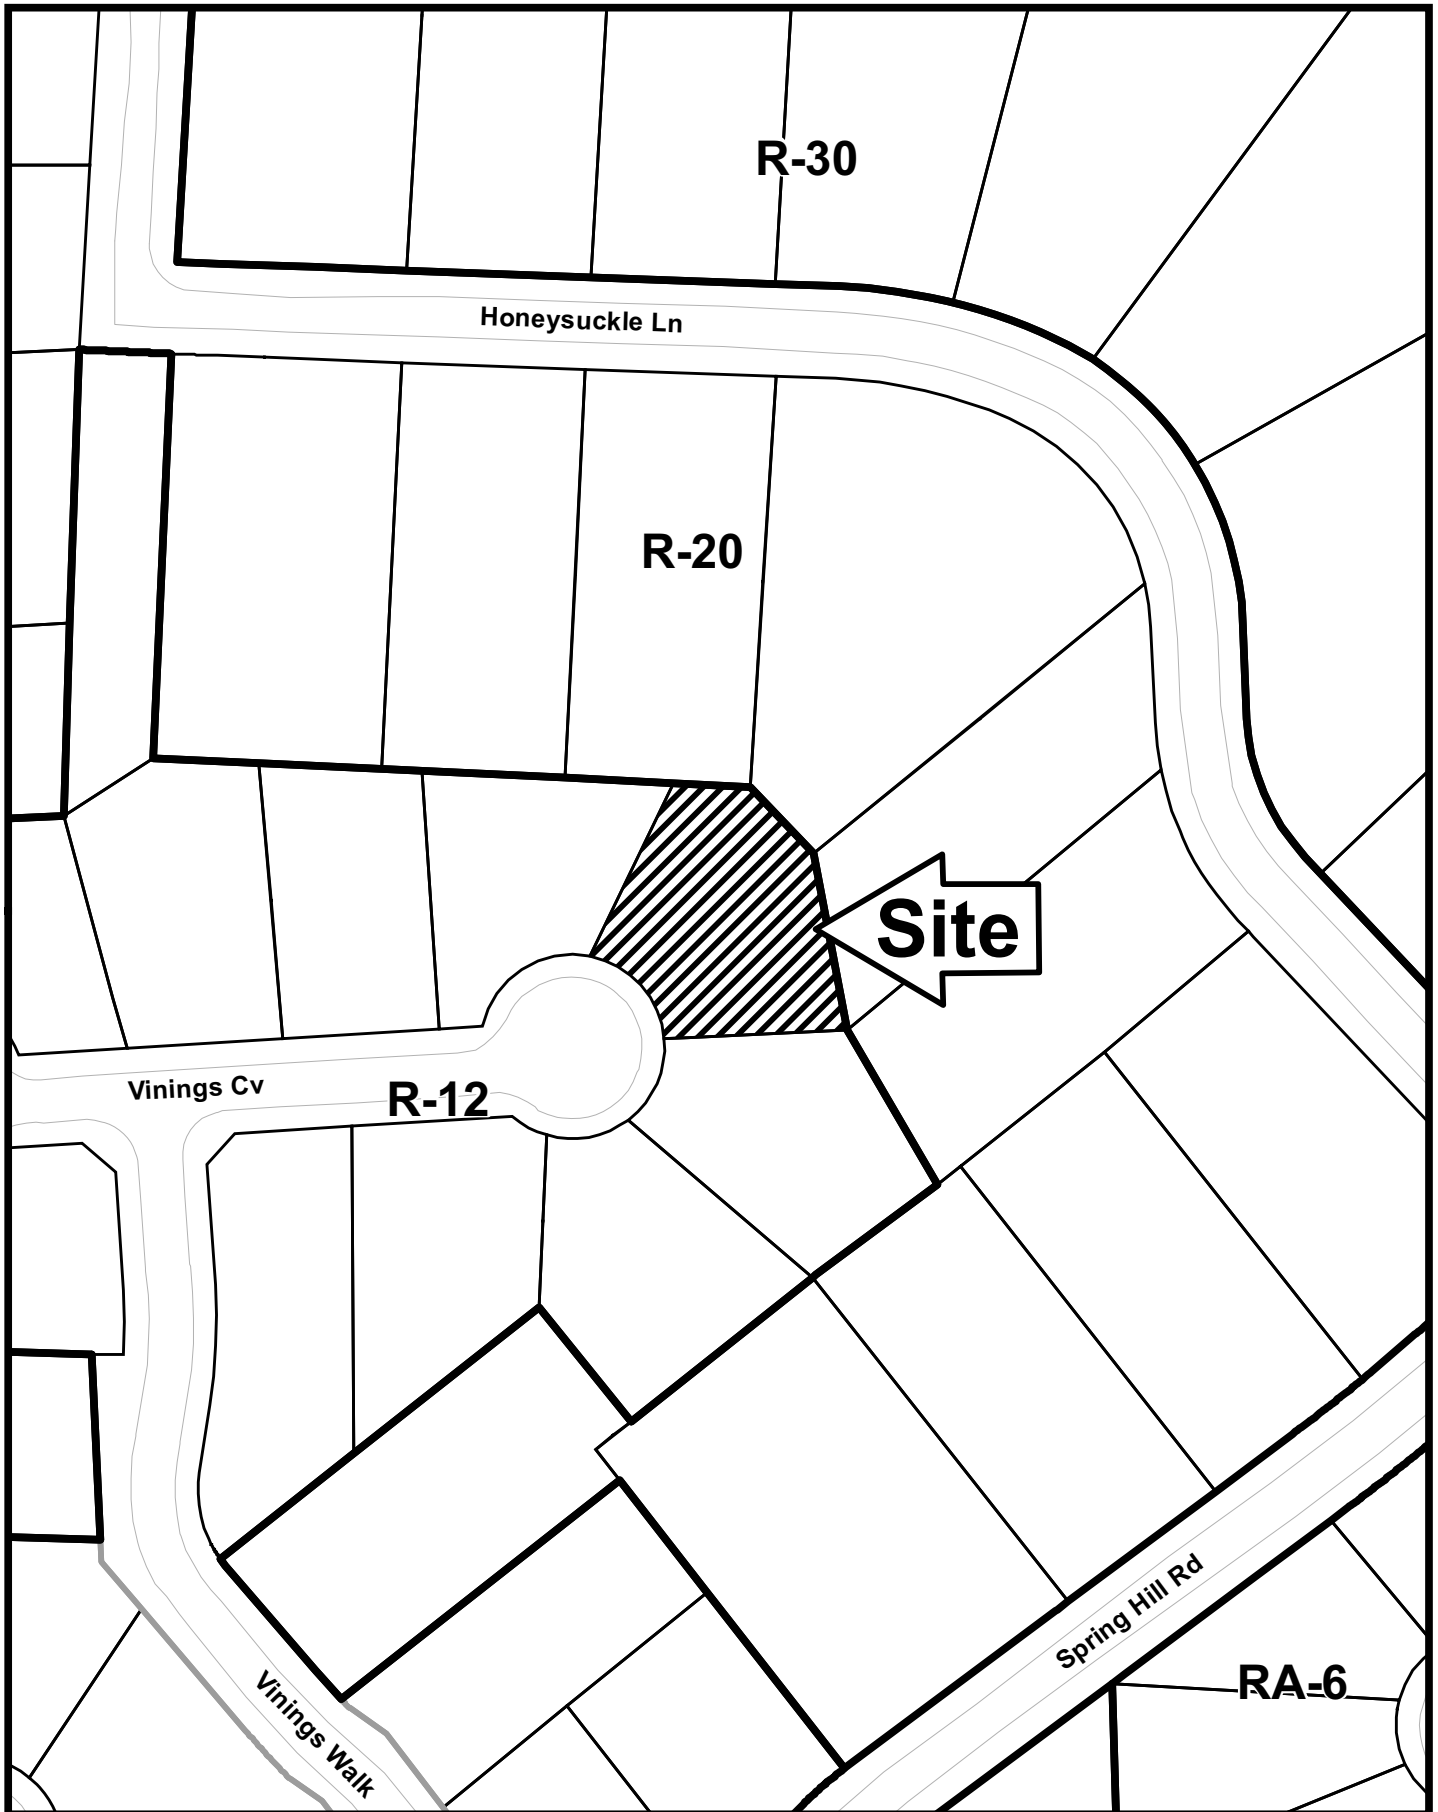 R-30
Honeysuckle Ln
R-20
Site
Vinings Cv
R-12
Spring Hill Rd
RA-6
Vinings Walk